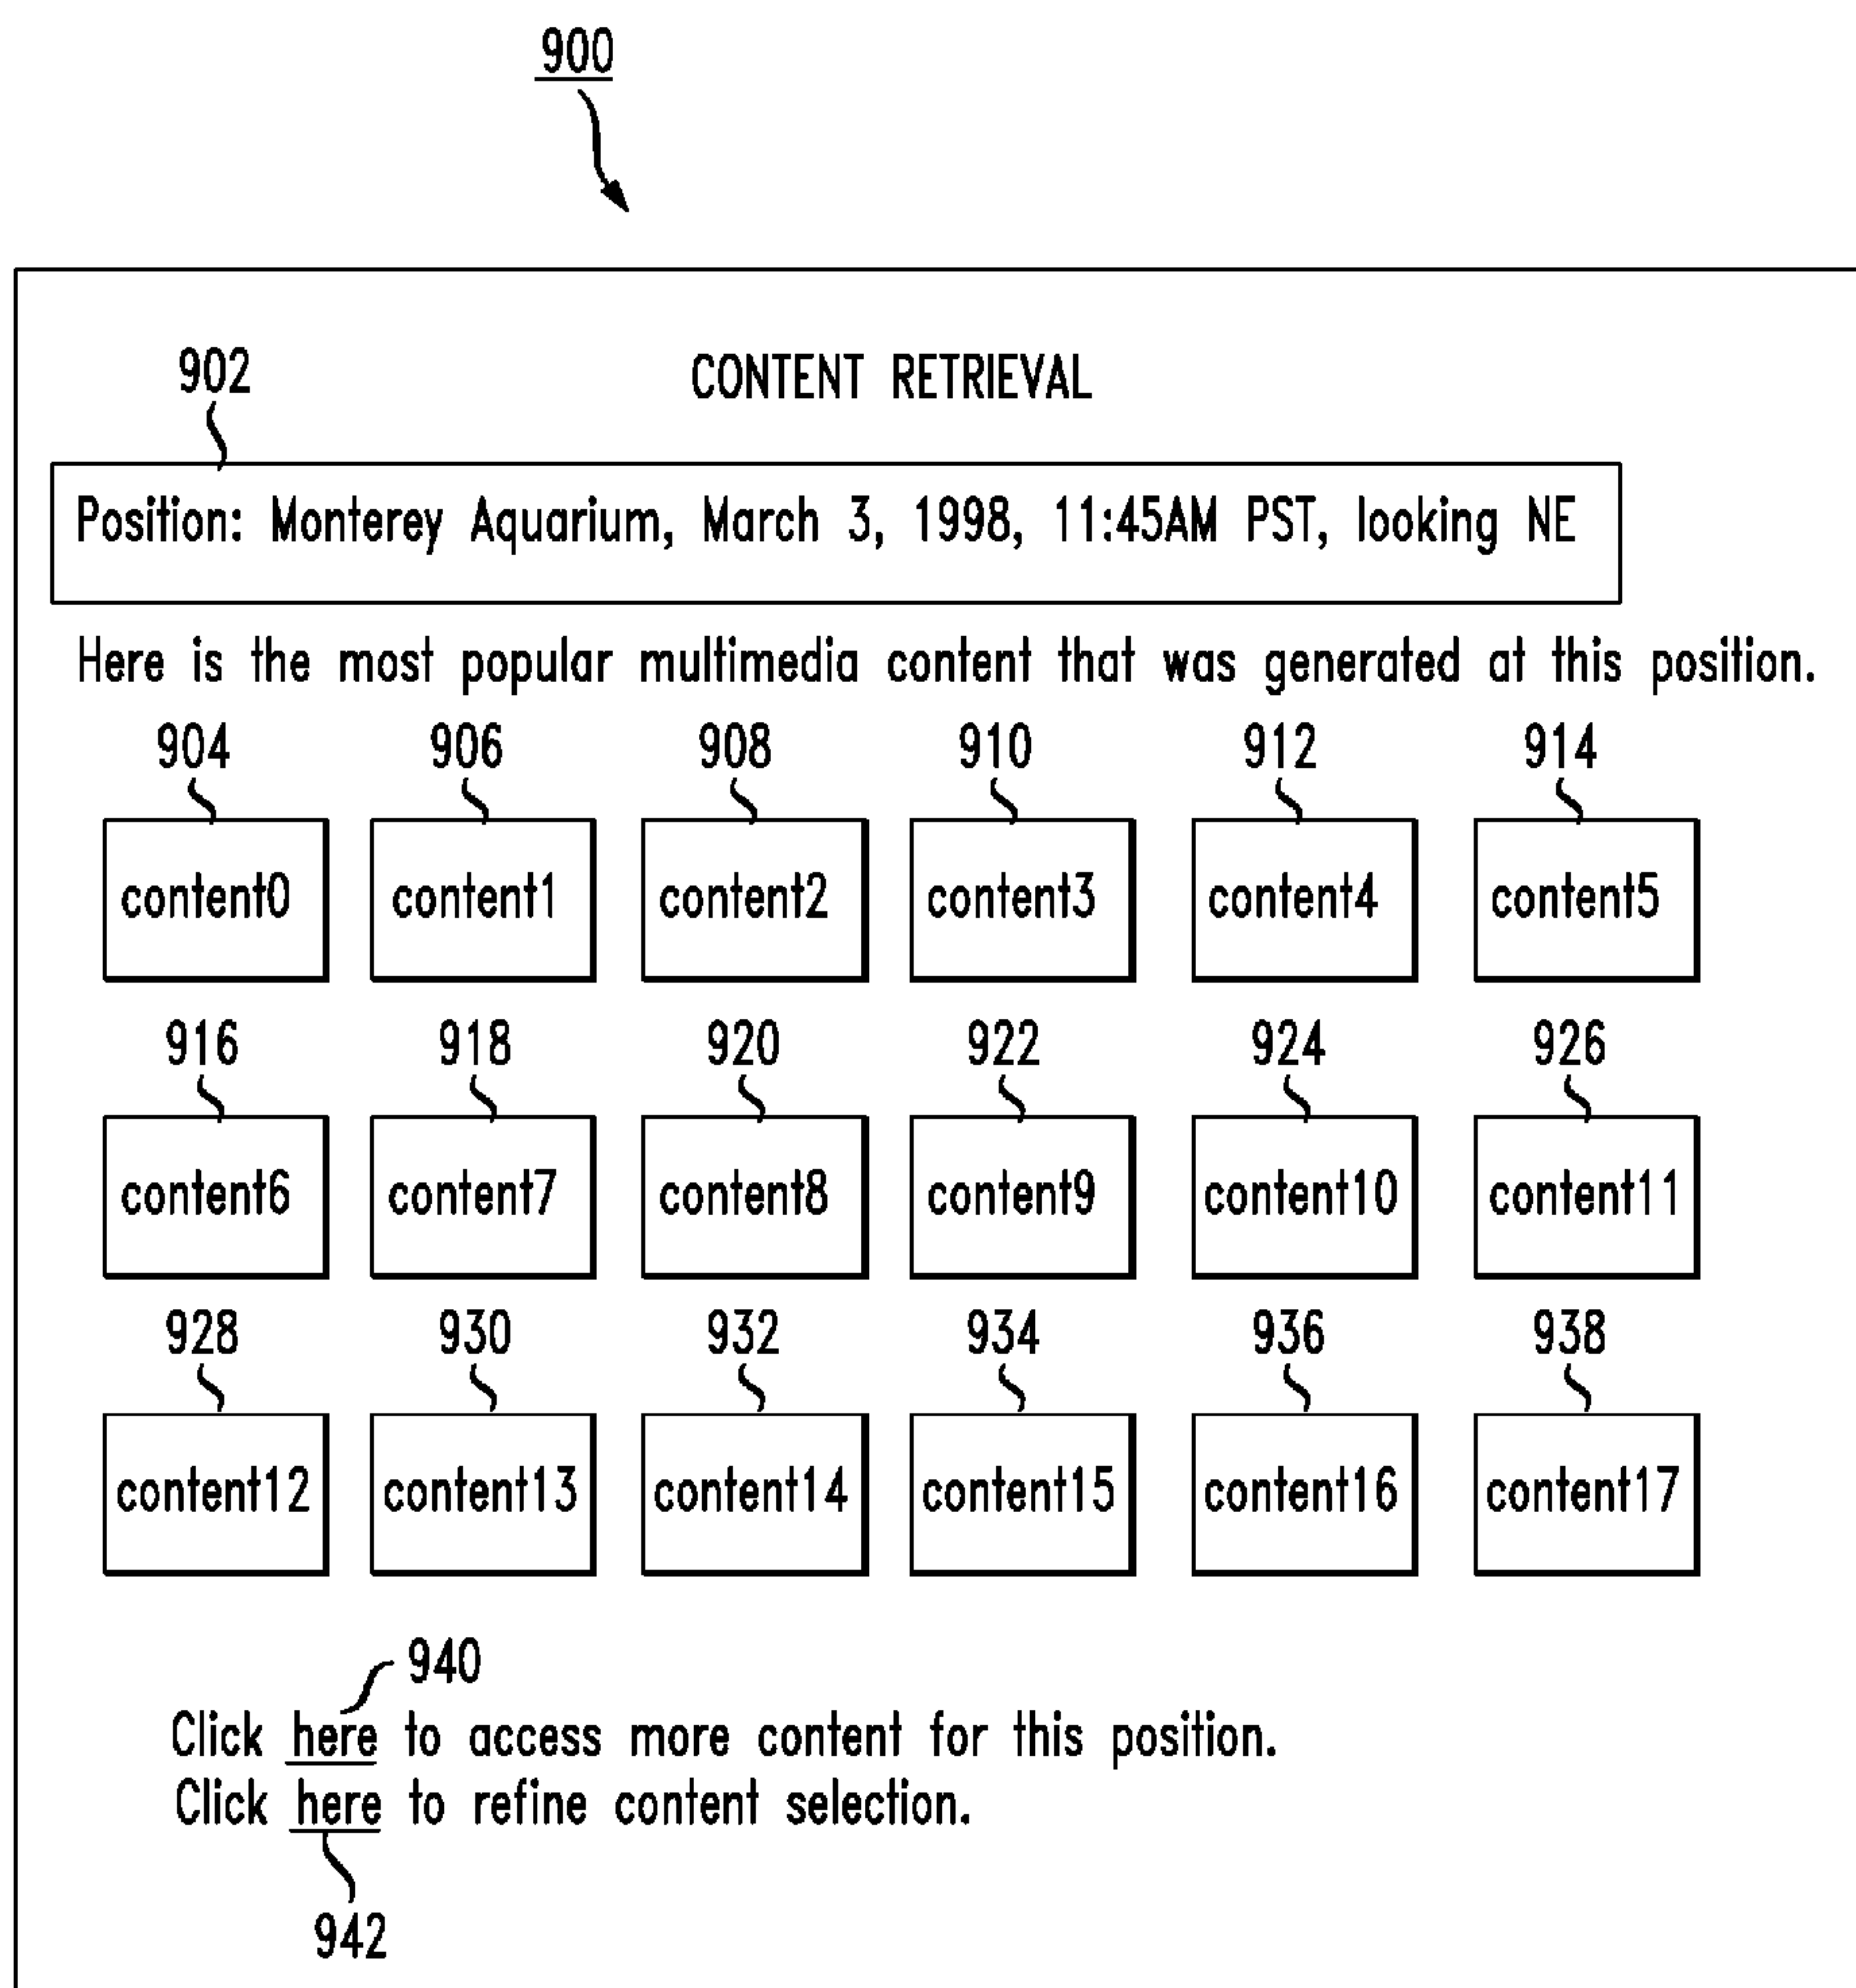 900
902
CONTENT RETRIEVAL
Position: Monterey Aquarium, March 3, 1998, 11:45AM PST, looking NE
Here is the most popular multimedia content that was generated at this position.
904 906 908 910 912 914
content0 content1 content2 content3 content4 content5
916 918 920 922 924 926
content6 content7 content8 content9 content10 content11
928 930 932 934 936 938
content12 content13 content14 content15 content16 content17
940
Click here to access more content for this position.
Click here to refine content selection.
942